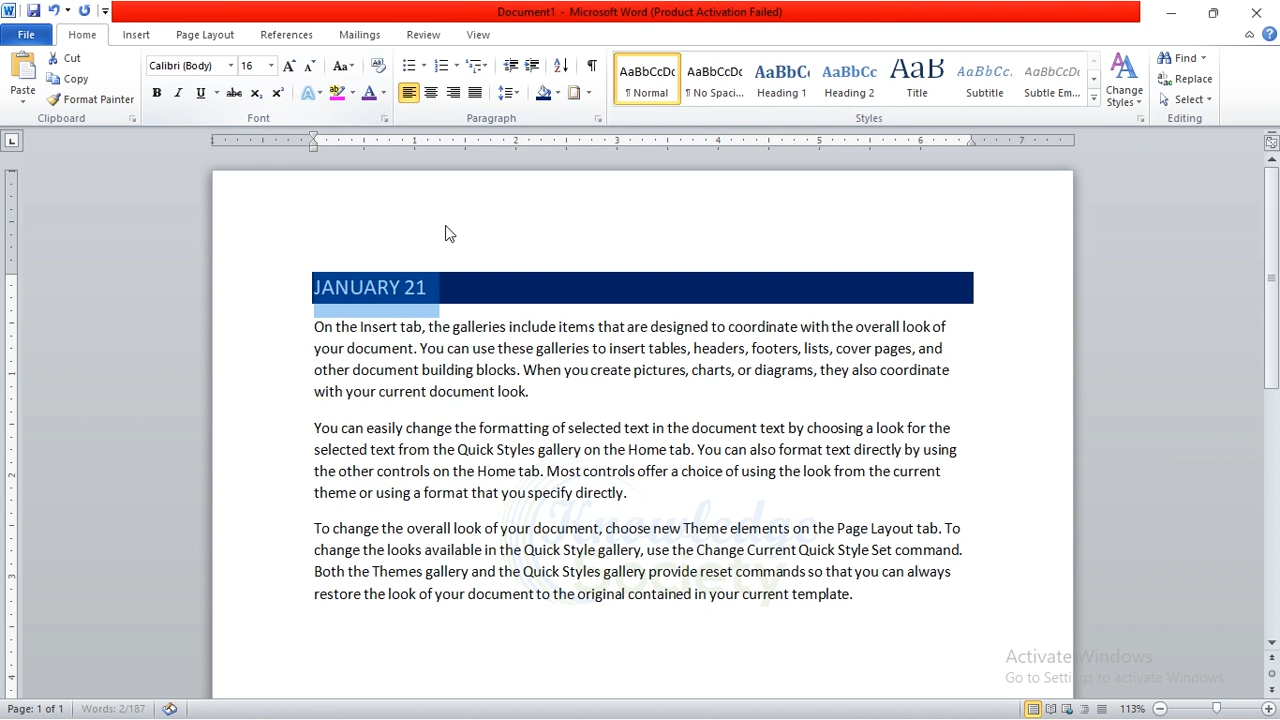 Document1 - Microsoft Word (Product Activation Failed)
File Home Insert Page Layout References Mailings Review View
Paste
Cut
Copy
Format Painter
Clipboard
Calibri (Body) 16
Font
Paragraph
AaBbCcDc AaBbCcDc AaBbC AaBbCc AaB AaBbCc. AaBbCcDc
¶ Normal ¶ No Spaci... Heading 1 Heading 2 Title Subtitle Subtle Em...
Change Styles
Styles
Find
Replace
Select
Editing
1 2 3 4 5 6 7
JANUARY 21
On the Insert tab, the galleries include items that are designed to coordinate with the overall look of
your document. You can use these galleries to insert tables, headers, footers, lists, cover pages, and
other document building blocks. When you create pictures, charts, or diagrams, they also coordinate
with your current document look.
You can easily change the formatting of selected text in the document text by choosing a look for the
selected text from the Quick Styles gallery on the Home tab. You can also format text directly by using
the other controls on the Home tab. Most controls offer a choice of using the look from the current
theme or using a format that you specify directly.
To change the overall look of your document, choose new Theme elements on the Page Layout tab. To
change the looks available in the Quick Style gallery, use the Change Current Quick Style Set command.
Both the Themes gallery and the Quick Styles gallery provide reset commands so that you can always
restore the look of your document to the original contained in your current template.
Knowledge
Society
Activate Windows
Go to Settings to activate Windows.
Page: 1 of 1 Words: 2/187 113%